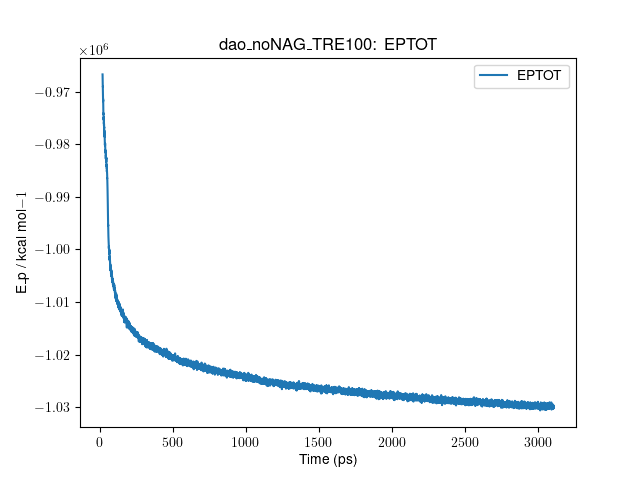 dao_noNAG_TRE100: EPTOT
×10⁶
EPTOT
−0.97
−0.98
−0.99
−1.00
−1.01
−1.02
−1.03
E_p / kcal mol−1
0 500 1000 1500 2000 2500 3000
Time (ps)